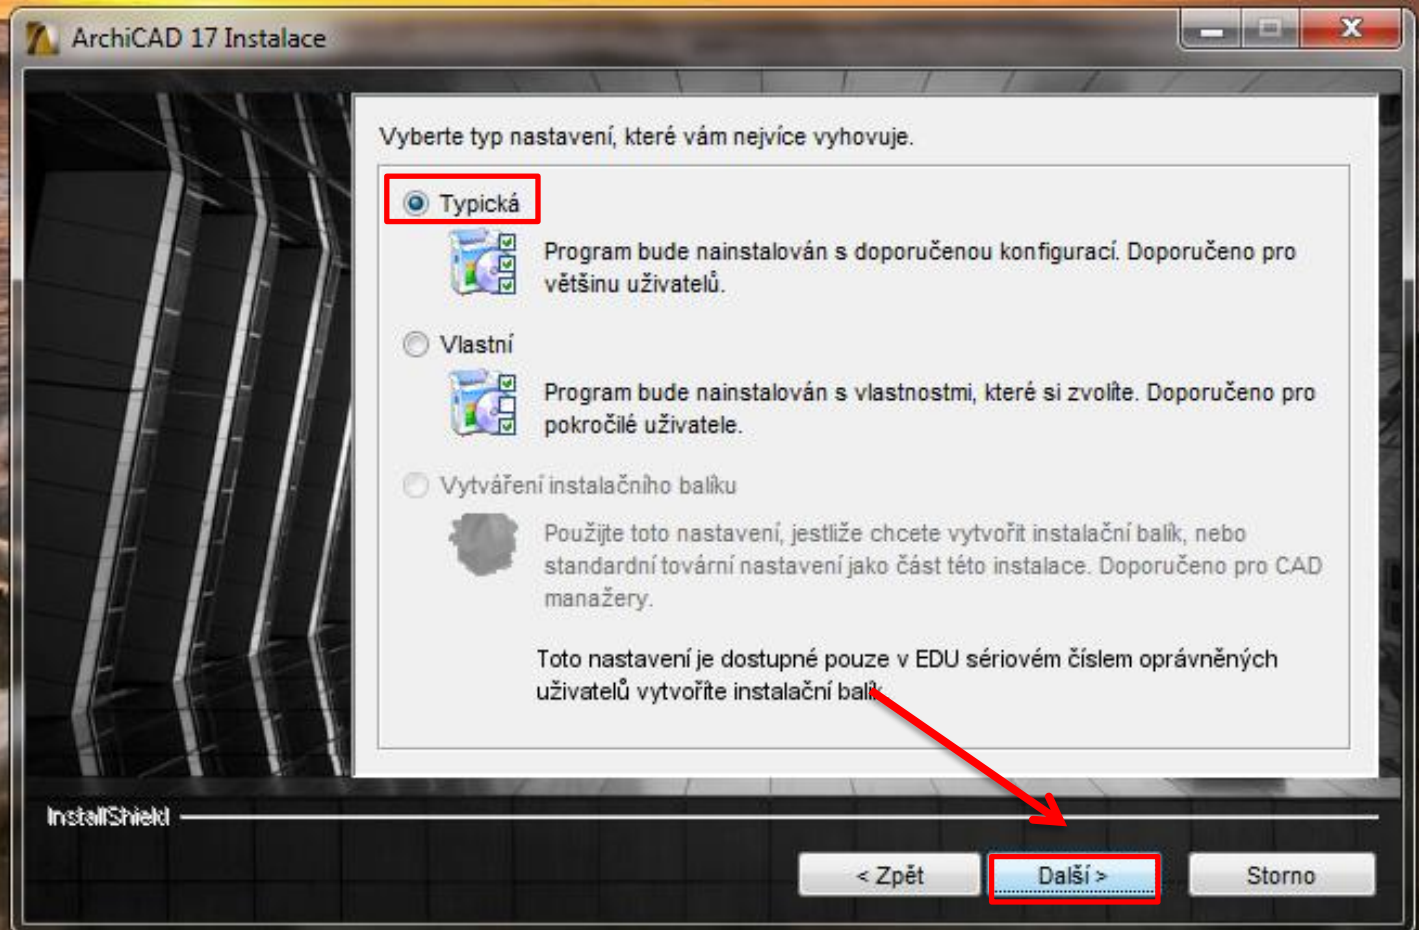 ArchiCAD 17 Instalace
Vyberte typ nastavení, které vám nejvíce vyhovuje.
Typická
Program bude nainstalován s doporučenou konfigurací. Doporučeno pro
většinu uživatelů.
Vlastní
Program bude nainstalován s vlastnostmi, které si zvolíte. Doporučeno pro
pokročilé uživatele.
Vytváření instalačního balíku
Použijte toto nastavení, jestliže chcete vytvořit instalační balík, nebo
standardní tovární nastavení jako část této instalace. Doporučeno pro CAD
manažery.
Toto nastavení je dostupné pouze v EDU sériovém číslem oprávněných
uživatelů vytvoříte instalační balík
InstallShield
< Zpět
Další >
Storno